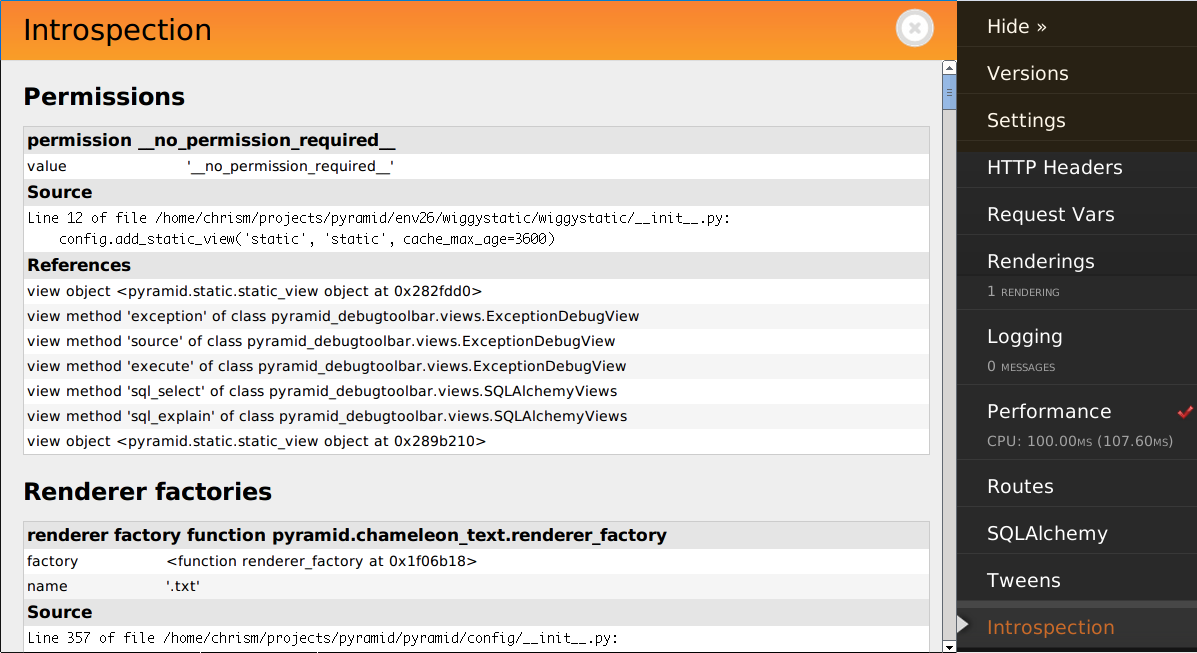 Introspection
Permissions
permission __no_permission_required__
value '__no_permission_required__'
Source
Line 12 of file /home/chrism/projects/pyramid/env26/wiggystatic/wiggystatic/__init__.py:
config.add_static_view('static', 'static', cache_max_age=3600)
References
view object <pyramid.static.static_view object at 0x282fdd0>
view method 'exception' of class pyramid_debugtoolbar.views.ExceptionDebugView
view method 'source' of class pyramid_debugtoolbar.views.ExceptionDebugView
view method 'execute' of class pyramid_debugtoolbar.views.ExceptionDebugView
view method 'sql_select' of class pyramid_debugtoolbar.views.SQLAlchemyViews
view method 'sql_explain' of class pyramid_debugtoolbar.views.SQLAlchemyViews
view object <pyramid.static.static_view object at 0x289b210>
Renderer factories
renderer factory function pyramid.chameleon_text.renderer_factory
factory <function renderer_factory at 0x1f06b18>
name '.txt'
Source
Line 357 of file /home/chrism/projects/pyramid/pyramid/config/__init__.py:
Hide »
Versions
Settings
HTTP Headers
Request Vars
Renderings
1 RENDERING
Logging
0 MESSAGES
Performance
CPU: 100.00MS (107.60MS)
Routes
SQLAlchemy
Tweens
Introspection